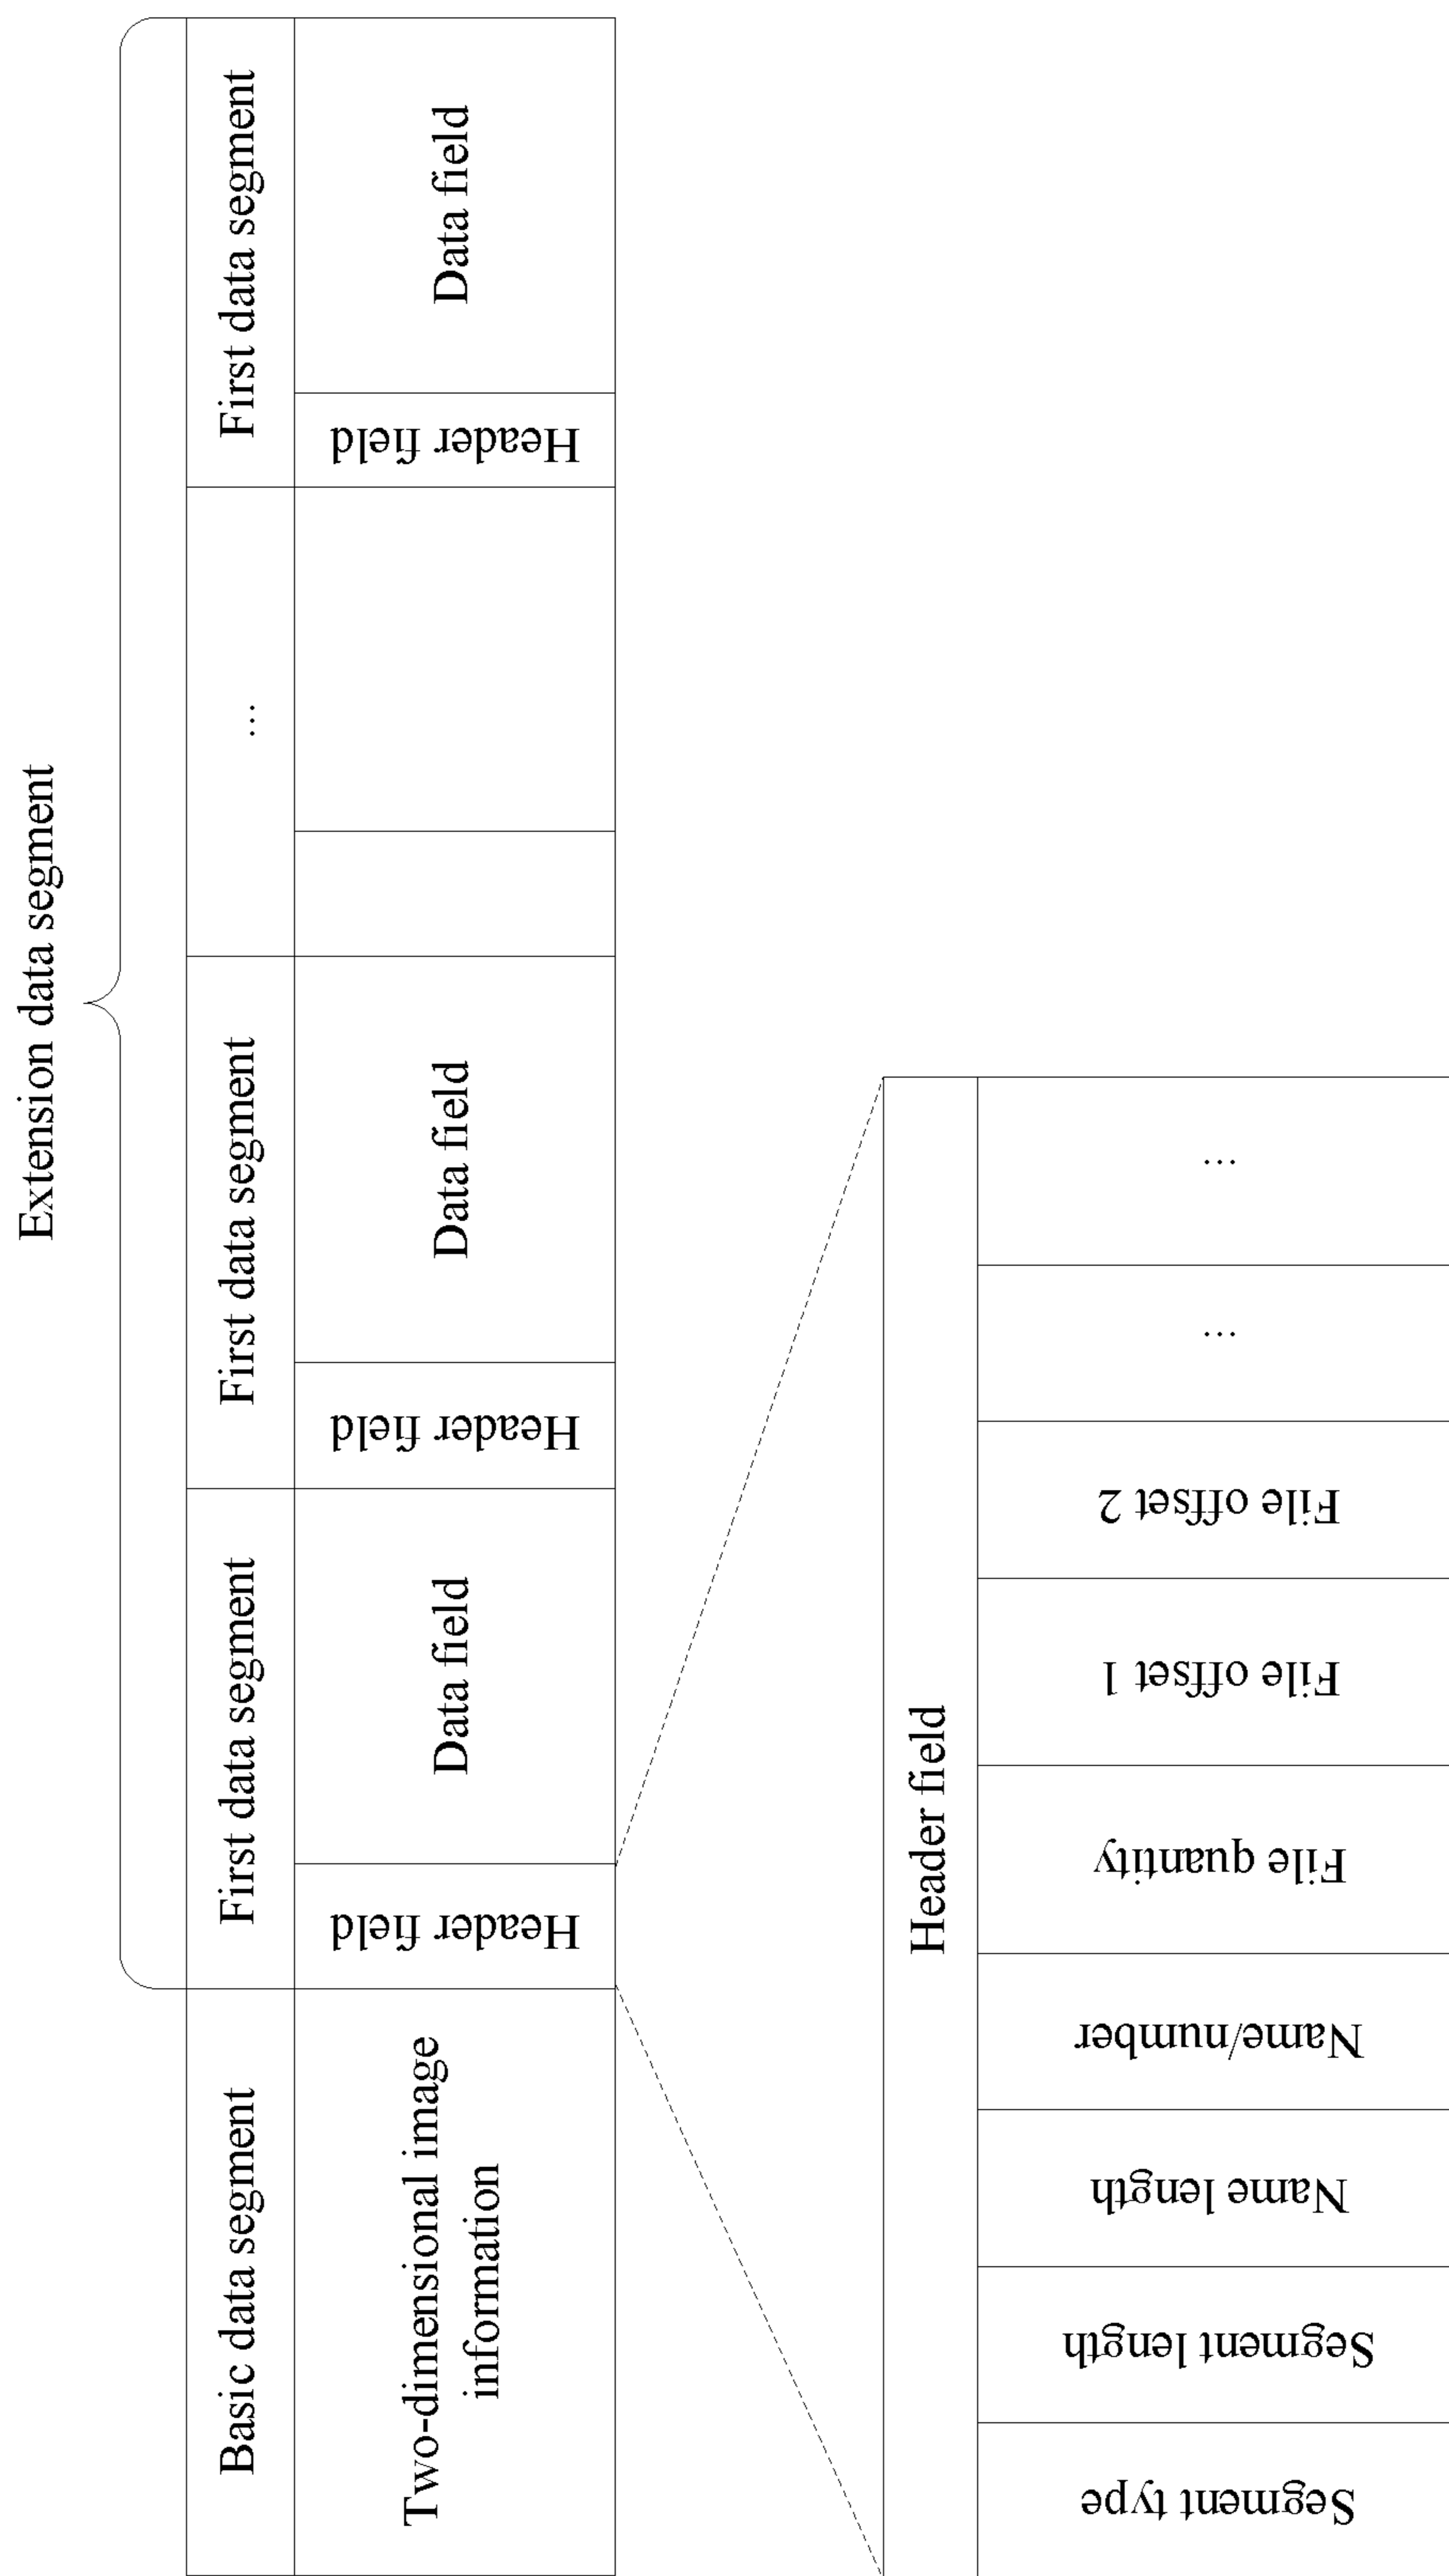 Extension data segment
Basic data segment
First data segment
First data segment
…
First data segment
Two-dimensional image
information
Header field
Data field
Header field
Data field
Header field
Data field
Header field
Segment type
Segment length
Name length
Name/number
File quantity
File offset 1
File offset 2
…
…